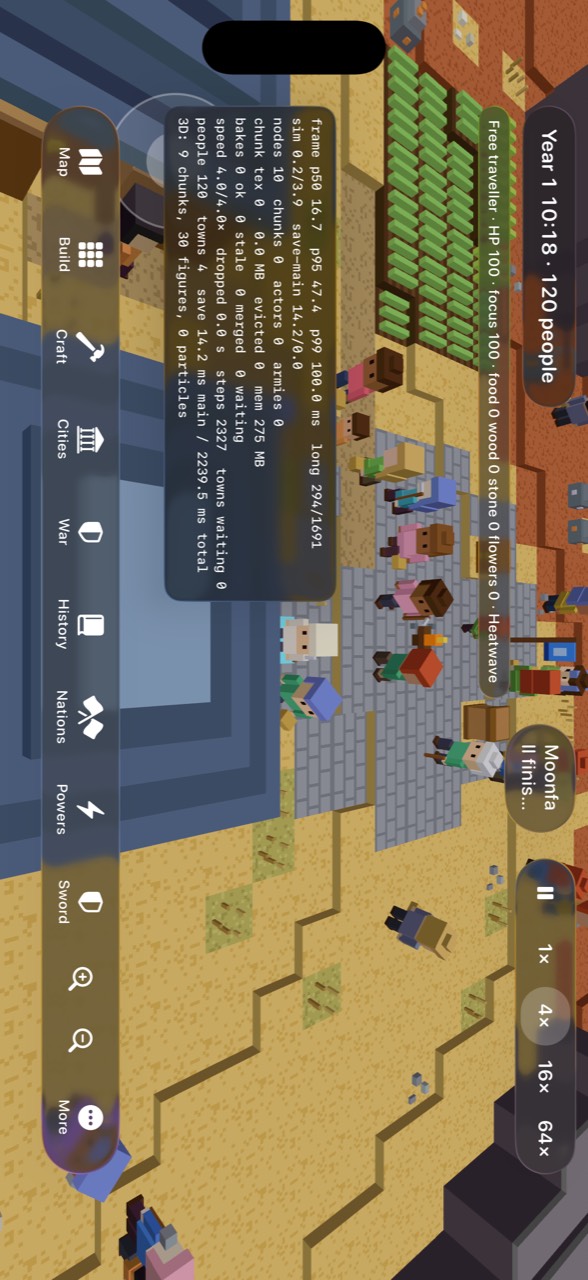 Year 1 10:18 · 120 people
Free traveller · HP 100 · focus 100 · food 0 wood 0 stone 0 flowers 0 · Heatwave
Moonfa
ll finis...
1×
4×
16×
64×
frame p50 16.7 p95 47.4 p99 100.0 ms long 294/1691
sim 0.2/3.9 save-main 14.2/0.0
nodes 10 chunks 0 actors 0 armies 0
chunk tex 0 · 0.0 MB evicted 0 mem 275 MB
bakes 0 ok 0 stale 0 merged 0 waiting
speed 4.0/4.0× dropped 0.0 s steps 2327 towns waiting 0
people 120 towns 4 save 14.2 ms main / 2239.5 ms total
3D: 9 chunks, 30 figures, 0 particles
Map
Build
Craft
Cities
War
History
Nations
Powers
Sword
More